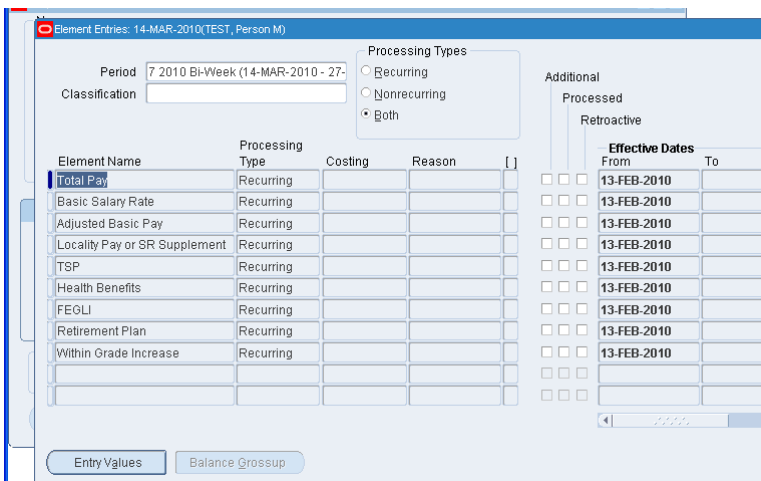 Element Entries: 14-MAR-2010(TEST, Person M)
Processing Types
Period 7 2010 Bi-Week (14-MAR-2010 - 27-
Recurring
Classification
Nonrecurring
Both
Additional
Processed
Retroactive
Processing
Effective Dates
Element Name Type Costing Reason [ ] From To
Total Pay Recurring 13-FEB-2010
Basic Salary Rate Recurring 13-FEB-2010
Adjusted Basic Pay Recurring 13-FEB-2010
Locality Pay or SR Supplement Recurring 13-FEB-2010
TSP Recurring 13-FEB-2010
Health Benefits Recurring 13-FEB-2010
FEGLI Recurring 13-FEB-2010
Retirement Plan Recurring 13-FEB-2010
Within Grade Increase Recurring 13-FEB-2010
Entry Values Balance Grossup